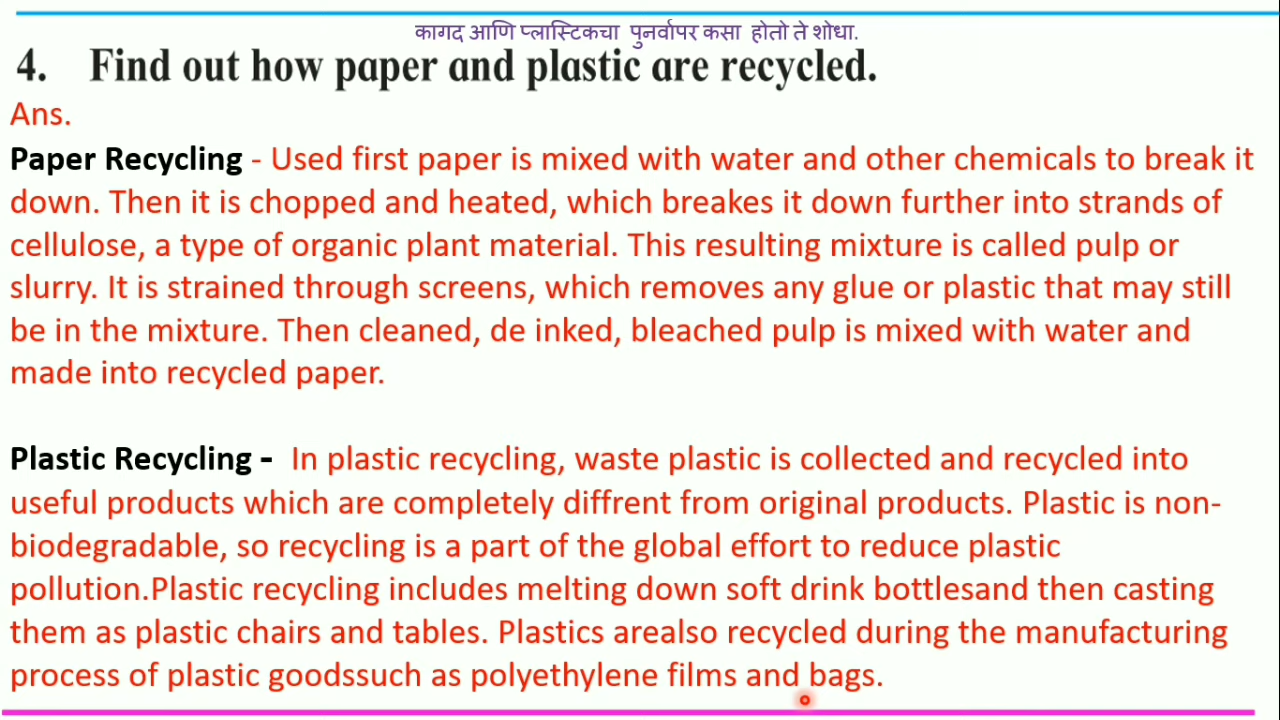 कागद आणि प्लास्टिकचा पुनर्वापर कसा होतो ते शोधा.
4. Find out how paper and plastic are recycled.
Ans.
Paper Recycling - Used first paper is mixed with water and other chemicals to break it
down. Then it is chopped and heated, which breakes it down further into strands of
cellulose, a type of organic plant material. This resulting mixture is called pulp or
slurry. It is strained through screens, which removes any glue or plastic that may still
be in the mixture. Then cleaned, de inked, bleached pulp is mixed with water and
made into recycled paper.
Plastic Recycling - In plastic recycling, waste plastic is collected and recycled into
useful products which are completely diffrent from original products. Plastic is non-
biodegradable, so recycling is a part of the global effort to reduce plastic
pollution.Plastic recycling includes melting down soft drink bottlesand then casting
them as plastic chairs and tables. Plastics arealso recycled during the manufacturing
process of plastic goodssuch as polyethylene films and bags.